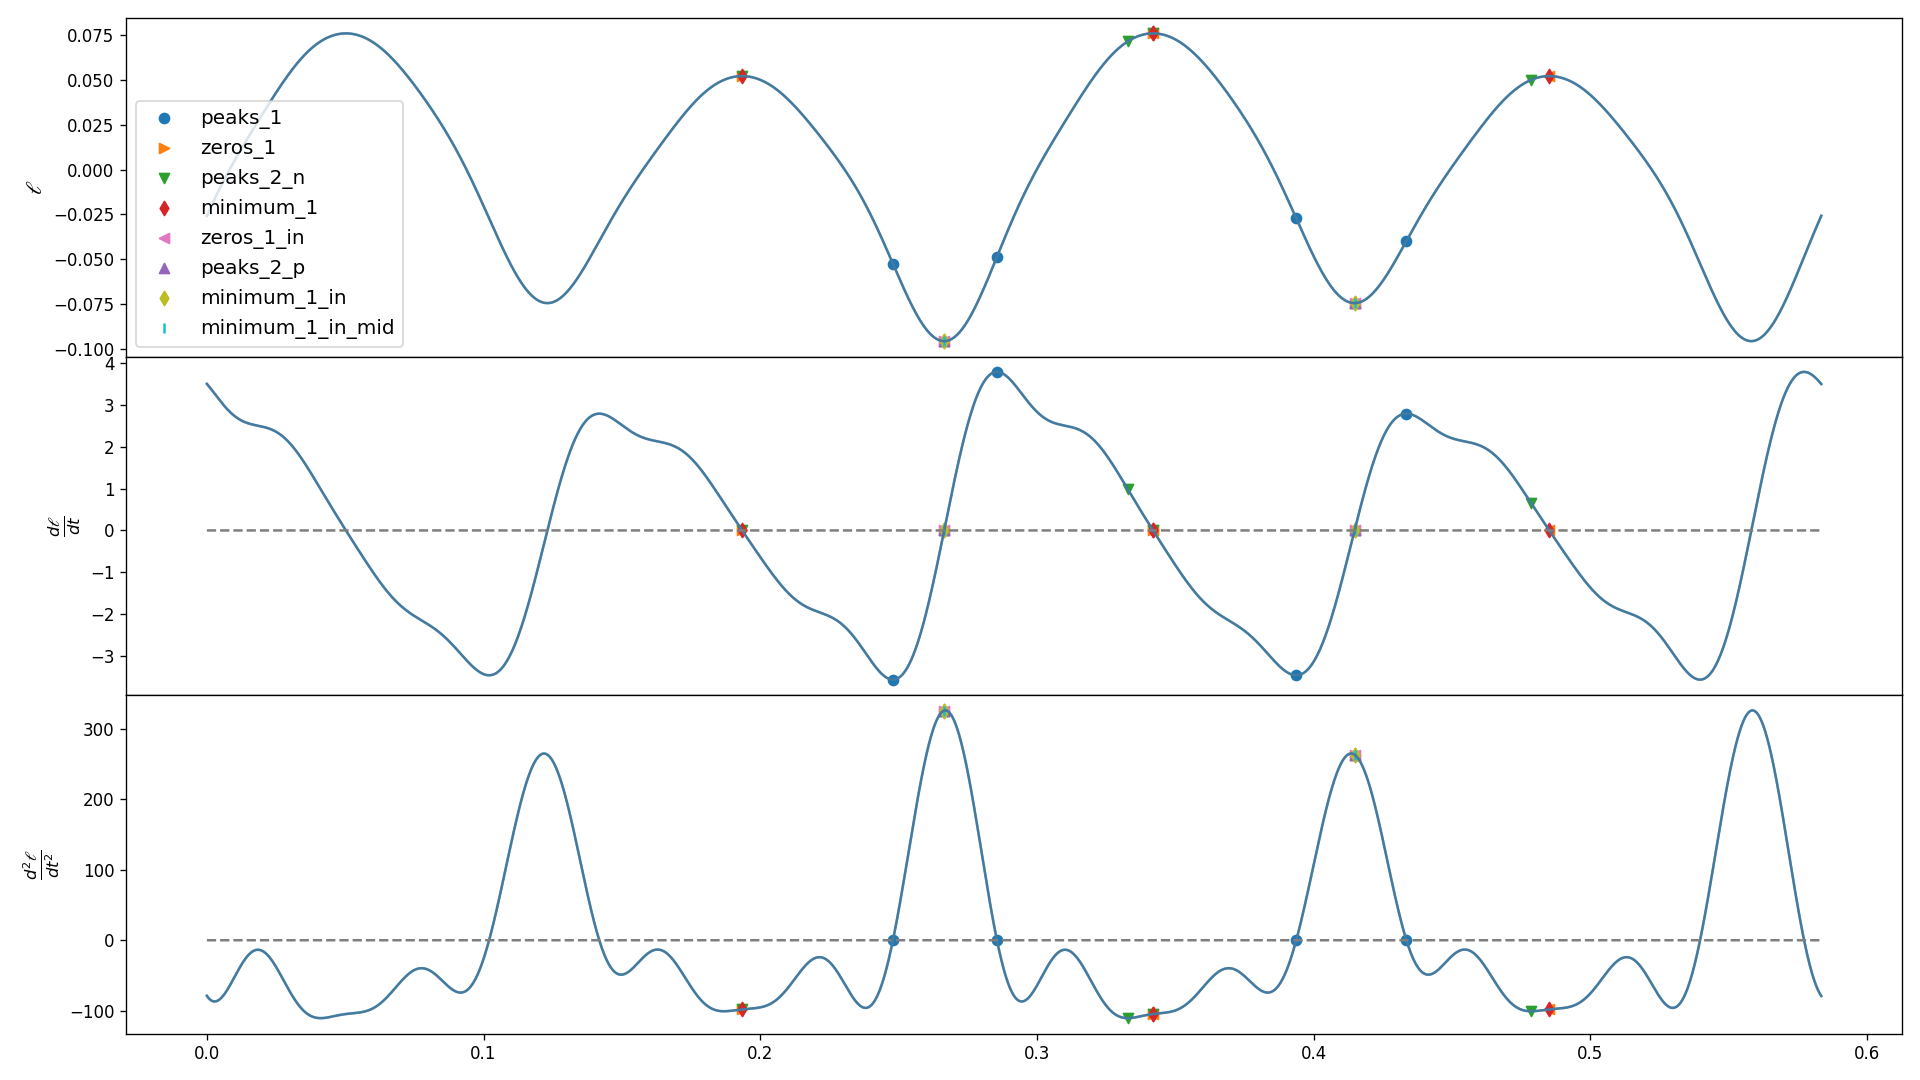 0.075
0.050
0.025
0.000
−0.025
−0.050
−0.075
−0.100
ℓ
peaks_1
zeros_1
peaks_2_n
minimum_1
zeros_1_in
peaks_2_p
minimum_1_in
minimum_1_in_mid
4
3
2
1
0
−1
−2
−3
dℓ
dt
300
200
100
0
−100
d²ℓ
dt²
0.0
0.1
0.2
0.3
0.4
0.5
0.6